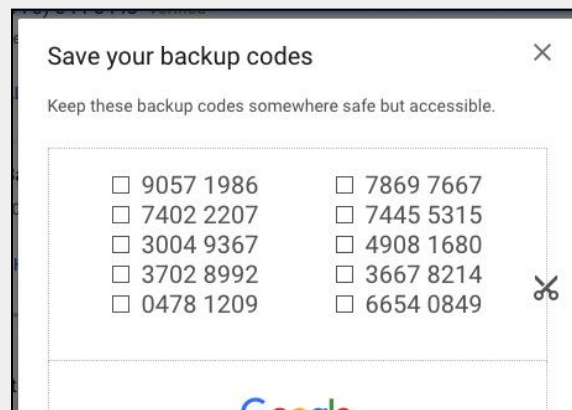 Save your backup codes
Keep these backup codes somewhere safe but accessible.
9057 1986 7869 7667
7402 2207 7445 5315
3004 9367 4908 1680
3702 8992 3667 8214
0478 1209 6654 0849
Google